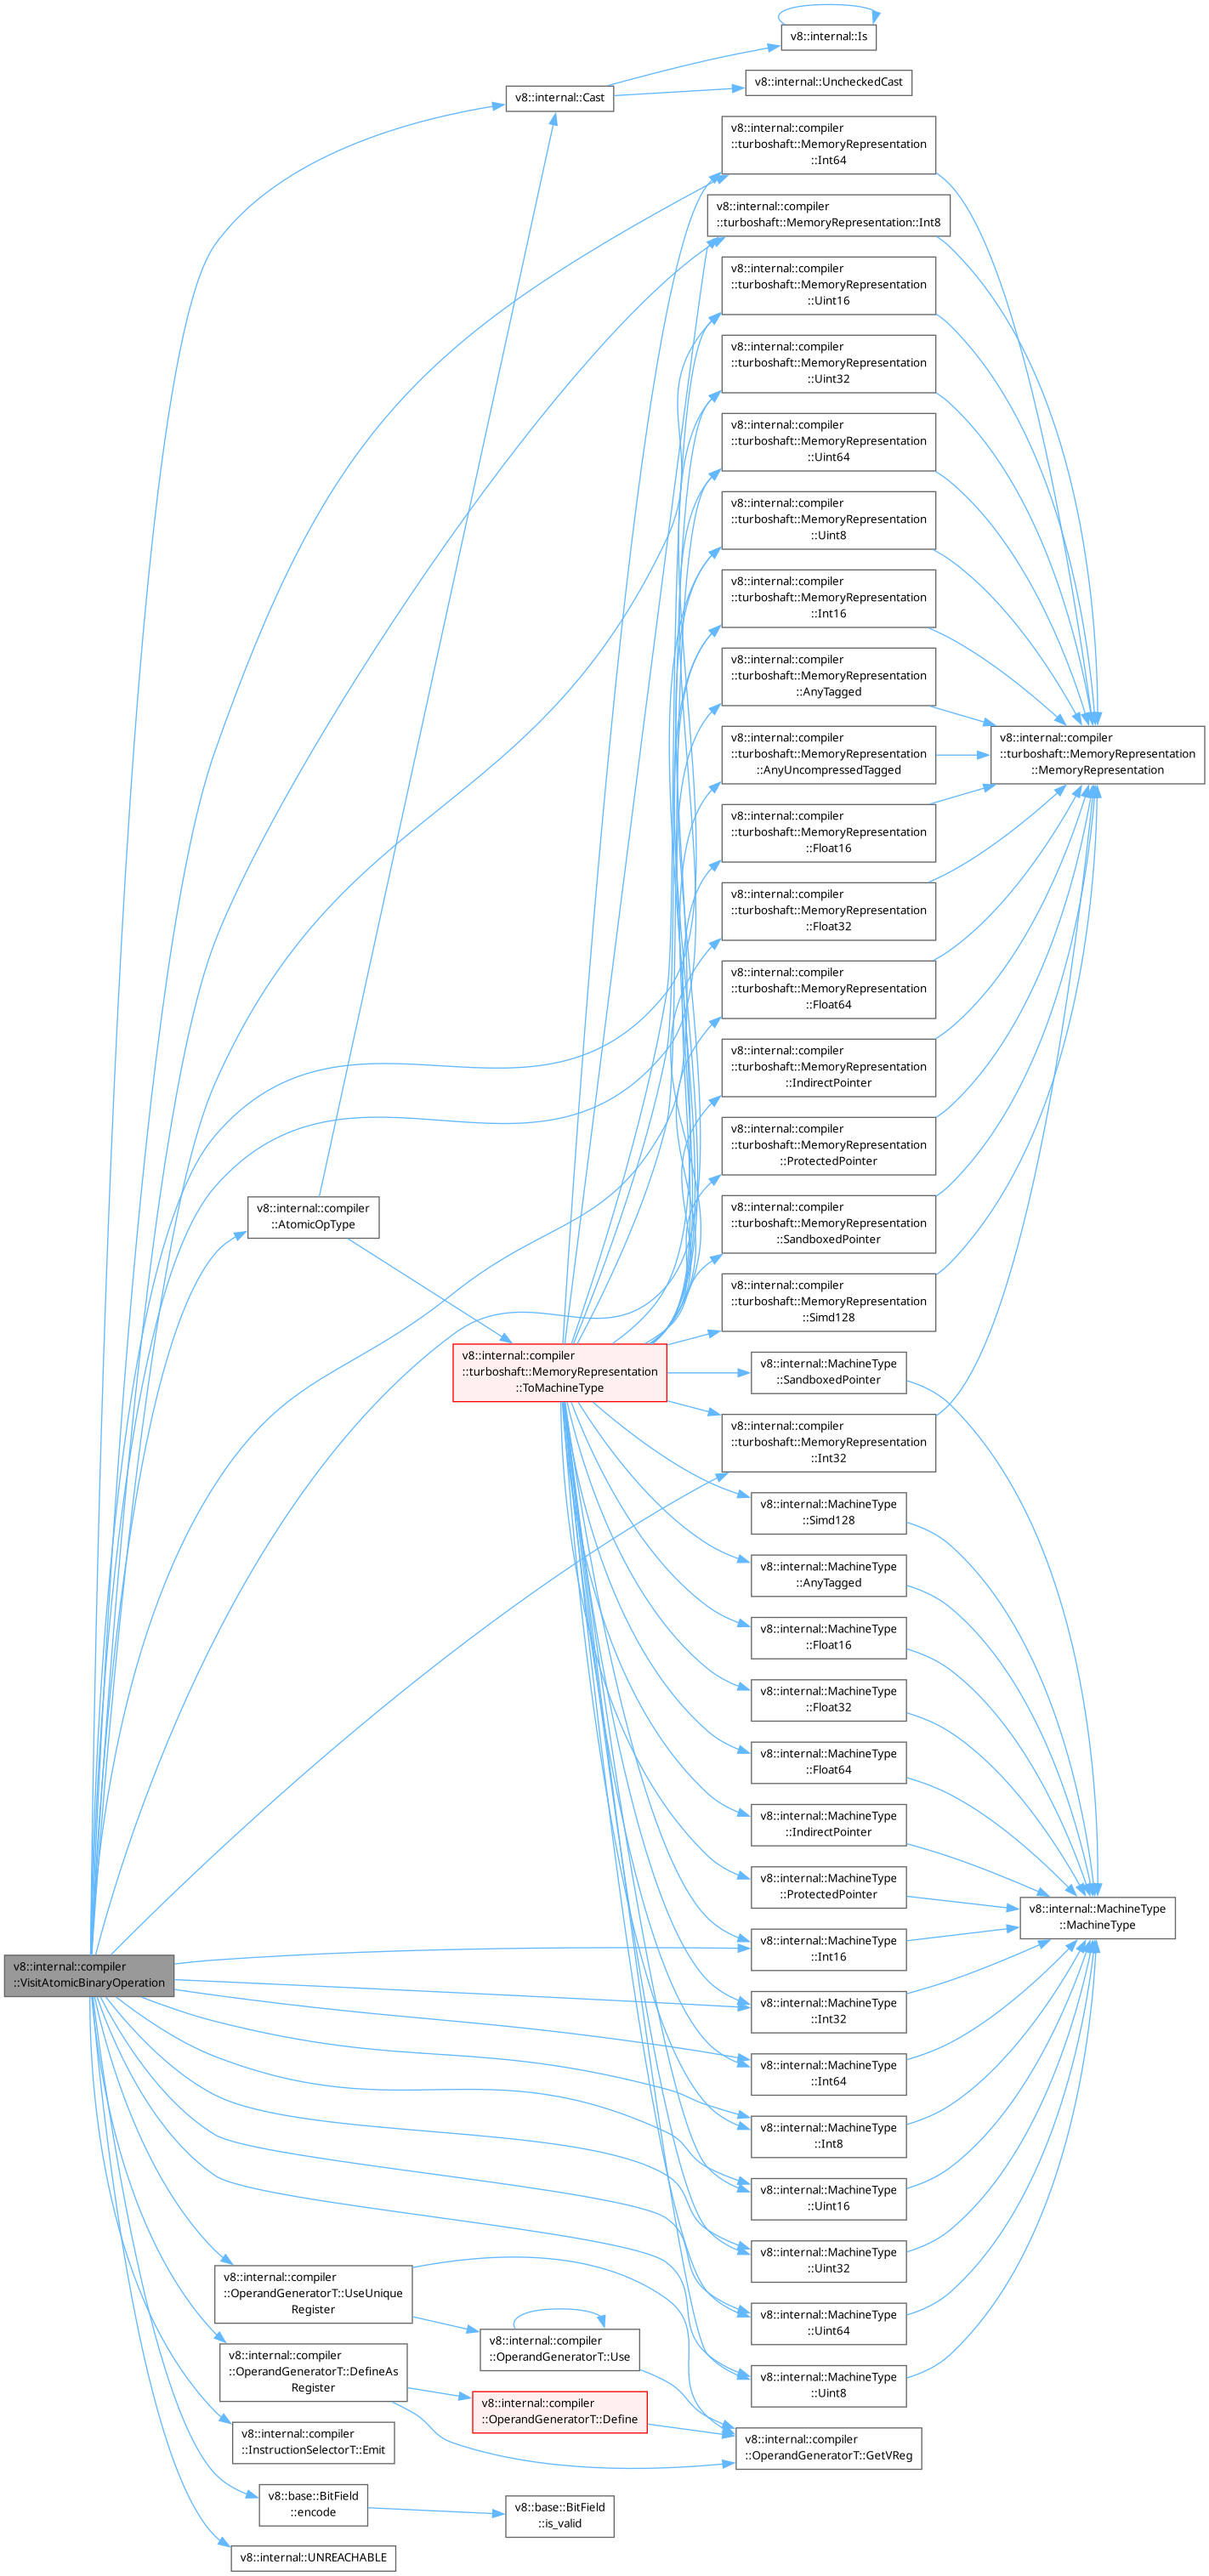 v8::internal::Is
v8::internal::UncheckedCast
v8::internal::Cast
v8::internal::compiler
::turboshaft::MemoryRepresentation
::Int64
v8::internal::compiler
::turboshaft::MemoryRepresentation::Int8
v8::internal::compiler
::turboshaft::MemoryRepresentation
::Uint16
v8::internal::compiler
::turboshaft::MemoryRepresentation
::Uint32
v8::internal::compiler
::turboshaft::MemoryRepresentation
::Uint64
v8::internal::compiler
::turboshaft::MemoryRepresentation
::Uint8
v8::internal::compiler
::turboshaft::MemoryRepresentation
::Int16
v8::internal::compiler
::turboshaft::MemoryRepresentation
::AnyTagged
v8::internal::compiler
::turboshaft::MemoryRepresentation
::AnyUncompressedTagged
v8::internal::compiler
::turboshaft::MemoryRepresentation
::MemoryRepresentation
v8::internal::compiler
::turboshaft::MemoryRepresentation
::Float16
v8::internal::compiler
::turboshaft::MemoryRepresentation
::Float32
v8::internal::compiler
::turboshaft::MemoryRepresentation
::Float64
v8::internal::compiler
::turboshaft::MemoryRepresentation
::IndirectPointer
v8::internal::compiler
::turboshaft::MemoryRepresentation
::ProtectedPointer
v8::internal::compiler
::AtomicOpType
v8::internal::compiler
::turboshaft::MemoryRepresentation
::SandboxedPointer
v8::internal::compiler
::turboshaft::MemoryRepresentation
::Simd128
v8::internal::compiler
::turboshaft::MemoryRepresentation
::ToMachineType
v8::internal::MachineType
::SandboxedPointer
v8::internal::compiler
::turboshaft::MemoryRepresentation
::Int32
v8::internal::MachineType
::Simd128
v8::internal::MachineType
::AnyTagged
v8::internal::MachineType
::Float16
v8::internal::MachineType
::Float32
v8::internal::MachineType
::Float64
v8::internal::MachineType
::IndirectPointer
v8::internal::MachineType
::ProtectedPointer
v8::internal::MachineType
::MachineType
v8::internal::MachineType
::Int16
v8::internal::compiler
::VisitAtomicBinaryOperation
v8::internal::MachineType
::Int32
v8::internal::MachineType
::Int64
v8::internal::MachineType
::Int8
v8::internal::MachineType
::Uint16
v8::internal::MachineType
::Uint32
v8::internal::compiler
::OperandGeneratorT::UseUnique
Register
v8::internal::MachineType
::Uint64
v8::internal::compiler
::OperandGeneratorT::Use
v8::internal::compiler
::OperandGeneratorT::DefineAs
Register
v8::internal::MachineType
::Uint8
v8::internal::compiler
::OperandGeneratorT::Define
v8::internal::compiler
::InstructionSelectorT::Emit
v8::internal::compiler
::OperandGeneratorT::GetVReg
v8::base::BitField
::encode
v8::base::BitField
::is_valid
v8::internal::UNREACHABLE